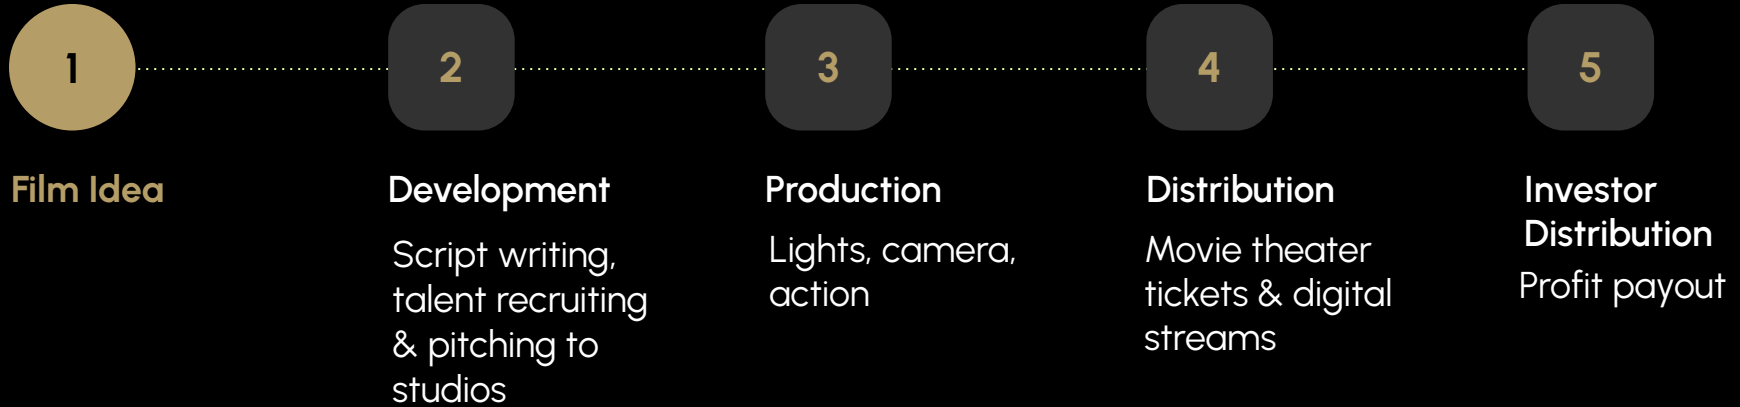 1
2
3
4
5
Film Idea
Development
Script writing,
talent recruiting
& pitching to
studios
Production
Lights, camera,
action
Distribution
Movie theater
tickets & digital
streams
Investor
Distribution
Profit payout